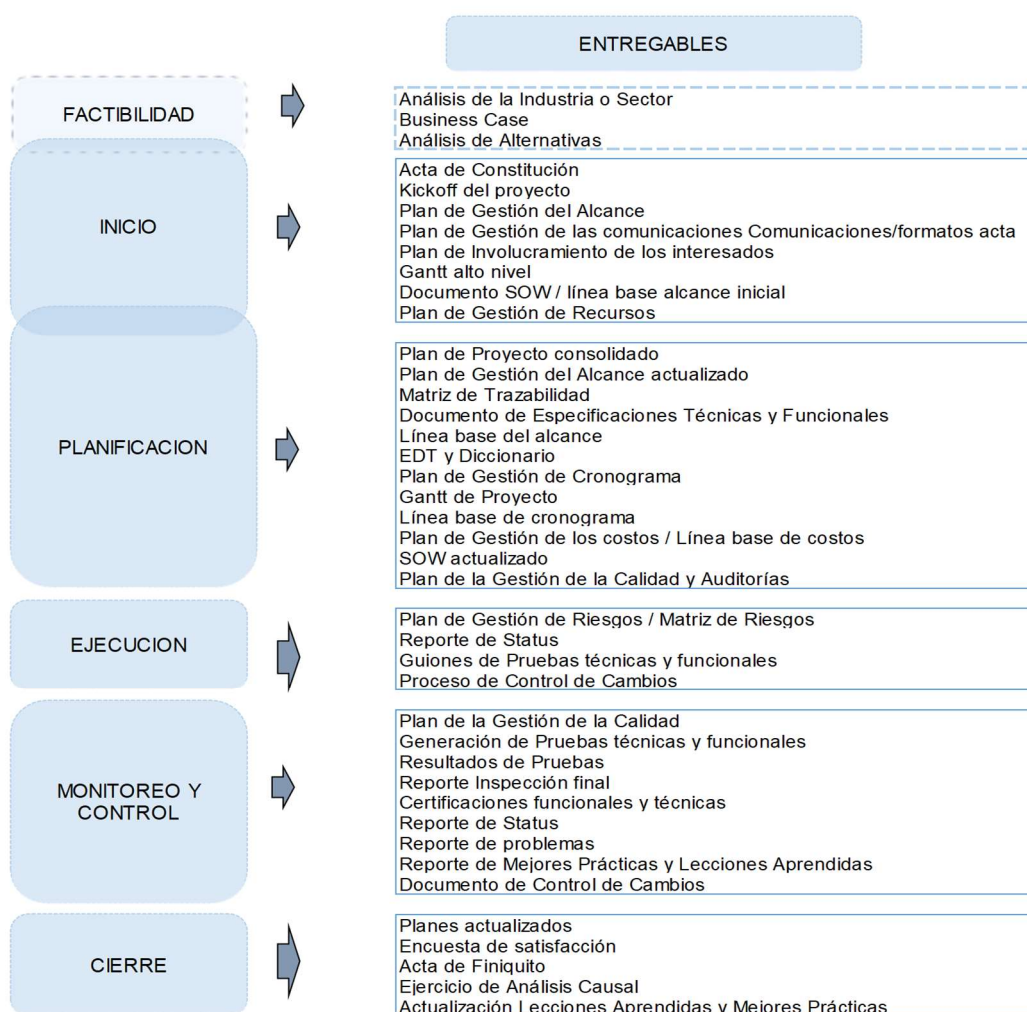 ENTREGABLES
FACTIBILIDAD
Análisis de la Industria o Sector
Business Case
Análisis de Alternativas
INICIO
Acta de Constitución
Kickoff del proyecto
Plan de Gestión del Alcance
Plan de Gestión de las comunicaciones Comunicaciones/formatos acta
Plan de Involucramiento de los interesados
Gantt alto nivel
Documento SOW / línea base alcance inicial
Plan de Gestión de Recursos
PLANIFICACION
Plan de Proyecto consolidado
Plan de Gestión del Alcance actualizado
Matriz de Trazabilidad
Documento de Especificaciones Técnicas y Funcionales
Línea base del alcance
EDT y Diccionario
Plan de Gestión de Cronograma
Gantt de Proyecto
Línea base de cronograma
Plan de Gestión de los costos / Línea base de costos
SOW actualizado
Plan de la Gestión de la Calidad y Auditorías
EJECUCION
Plan de Gestión de Riesgos / Matriz de Riesgos
Reporte de Status
Guiones de Pruebas técnicas y funcionales
Proceso de Control de Cambios
MONITOREO Y
CONTROL
Plan de la Gestión de la Calidad
Generación de Pruebas técnicas y funcionales
Resultados de Pruebas
Reporte Inspección final
Certificaciones funcionales y técnicas
Reporte de Status
Reporte de problemas
Reporte de Mejores Prácticas y Lecciones Aprendidas
Documento de Control de Cambios
CIERRE
Planes actualizados
Encuesta de satisfacción
Acta de Finiquito
Ejercicio de Análisis Causal
Actualización Lecciones Aprendidas y Mejores Prácticas